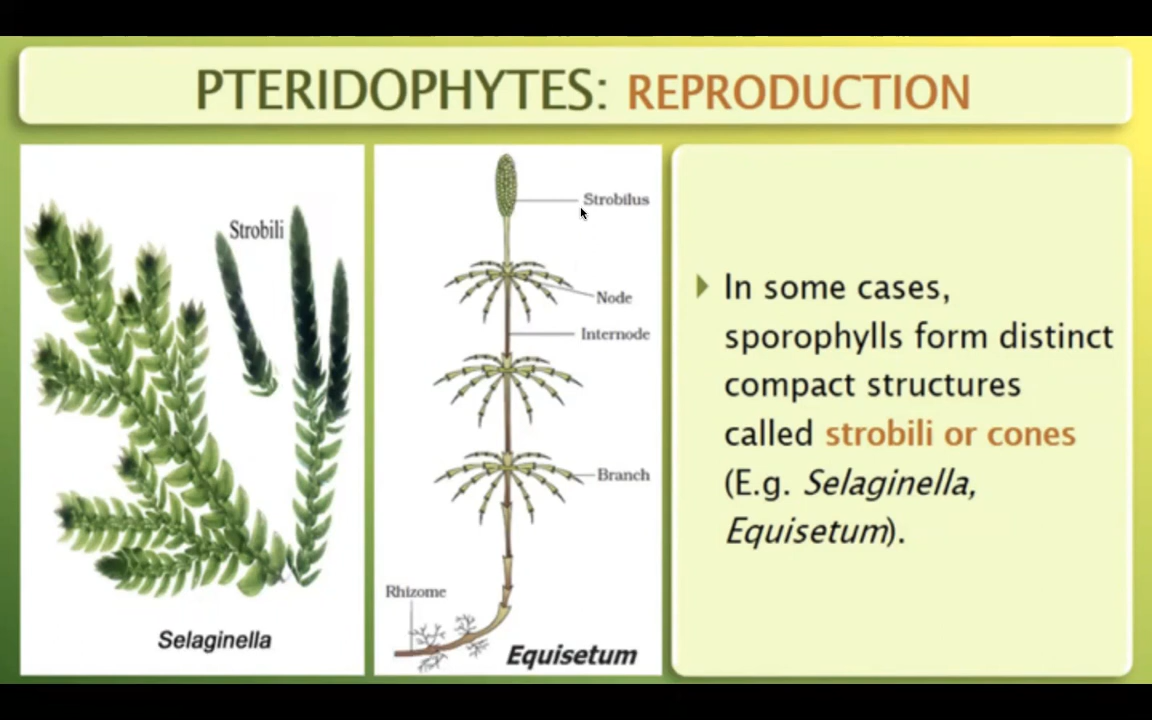 PTERIDOPHYTES: REPRODUCTION
Strobili
Selaginella
Strobilus
Node
Internode
Branch
Rhizome
Equisetum
In some cases,
sporophylls form distinct
compact structures
called strobili or cones
(E.g. Selaginella,
Equisetum).